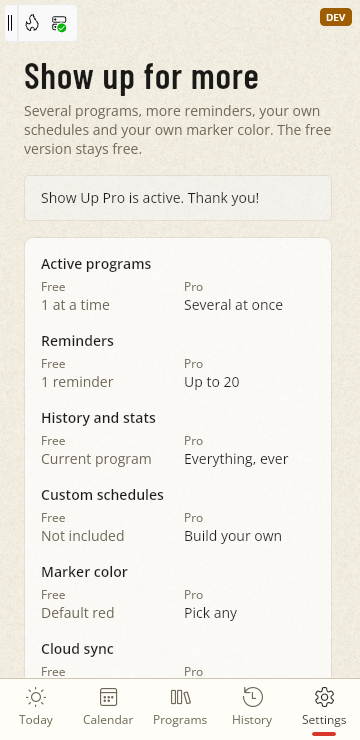 DEV
Show up for more
Several programs, more reminders, your own
schedules and your own marker color. The free
version stays free.
Show Up Pro is active. Thank you!
Active programs
Free Pro
1 at a time Several at once
Reminders
Free Pro
1 reminder Up to 20
History and stats
Free Pro
Current program Everything, ever
Custom schedules
Free Pro
Not included Build your own
Marker color
Free Pro
Default red Pick any
Cloud sync
Free Pro
Today Calendar Programs History Settings